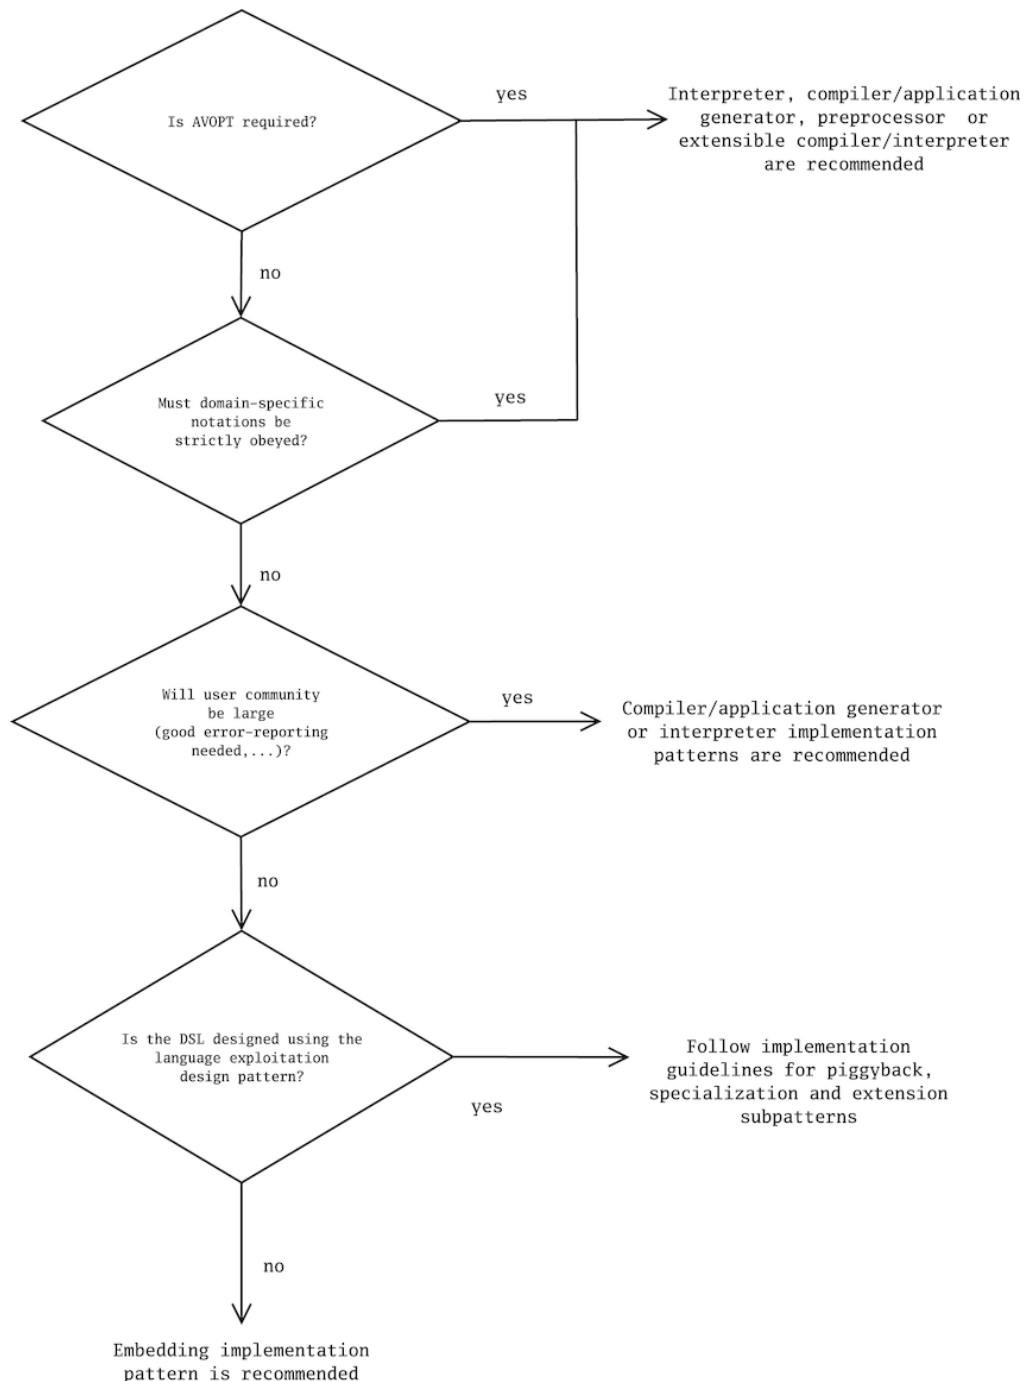 Is AVOPT required?
yes
Interpreter, compiler/application
generator, preprocessor or
extensible compiler/interpreter
are recommended
no
Must domain-specific
notations be
strictly obeyed?
yes
no
Will user community
be large
(good error-reporting
needed,...)?
yes
Compiler/application generator
or interpreter implementation
patterns are recommended
no
Is the DSL designed using the
language exploitation
design pattern?
yes
Follow implementation
guidelines for piggyback,
specialization and extension
subpatterns
no
Embedding implementation
pattern is recommended